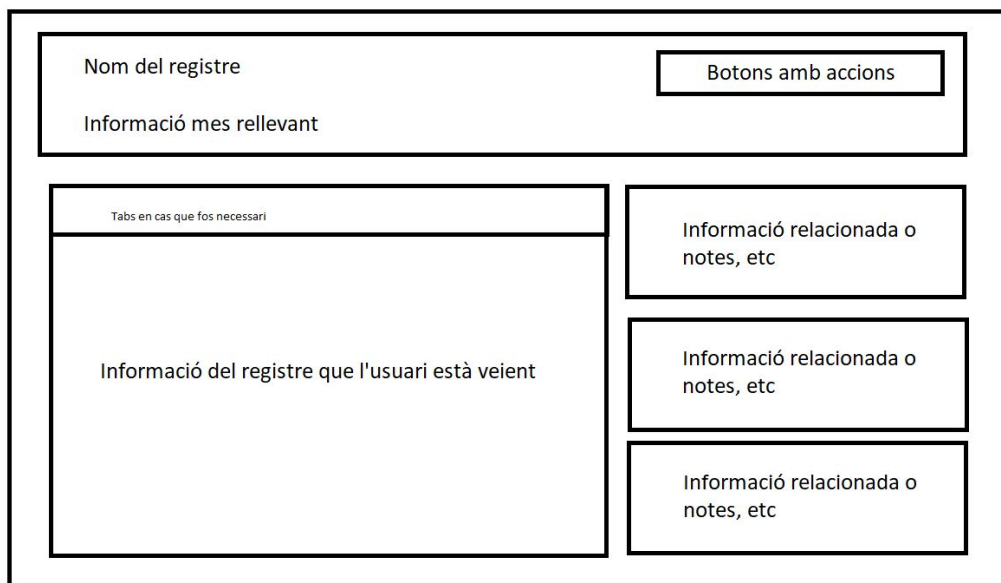 Nom del registre
Botons amb accions
Informació mes rellevant
Tabs en cas que fos necessari
Informació del registre que l'usuari està veient
Informació relacionada o
notes, etc
Informació relacionada o
notes, etc
Informació relacionada o
notes, etc